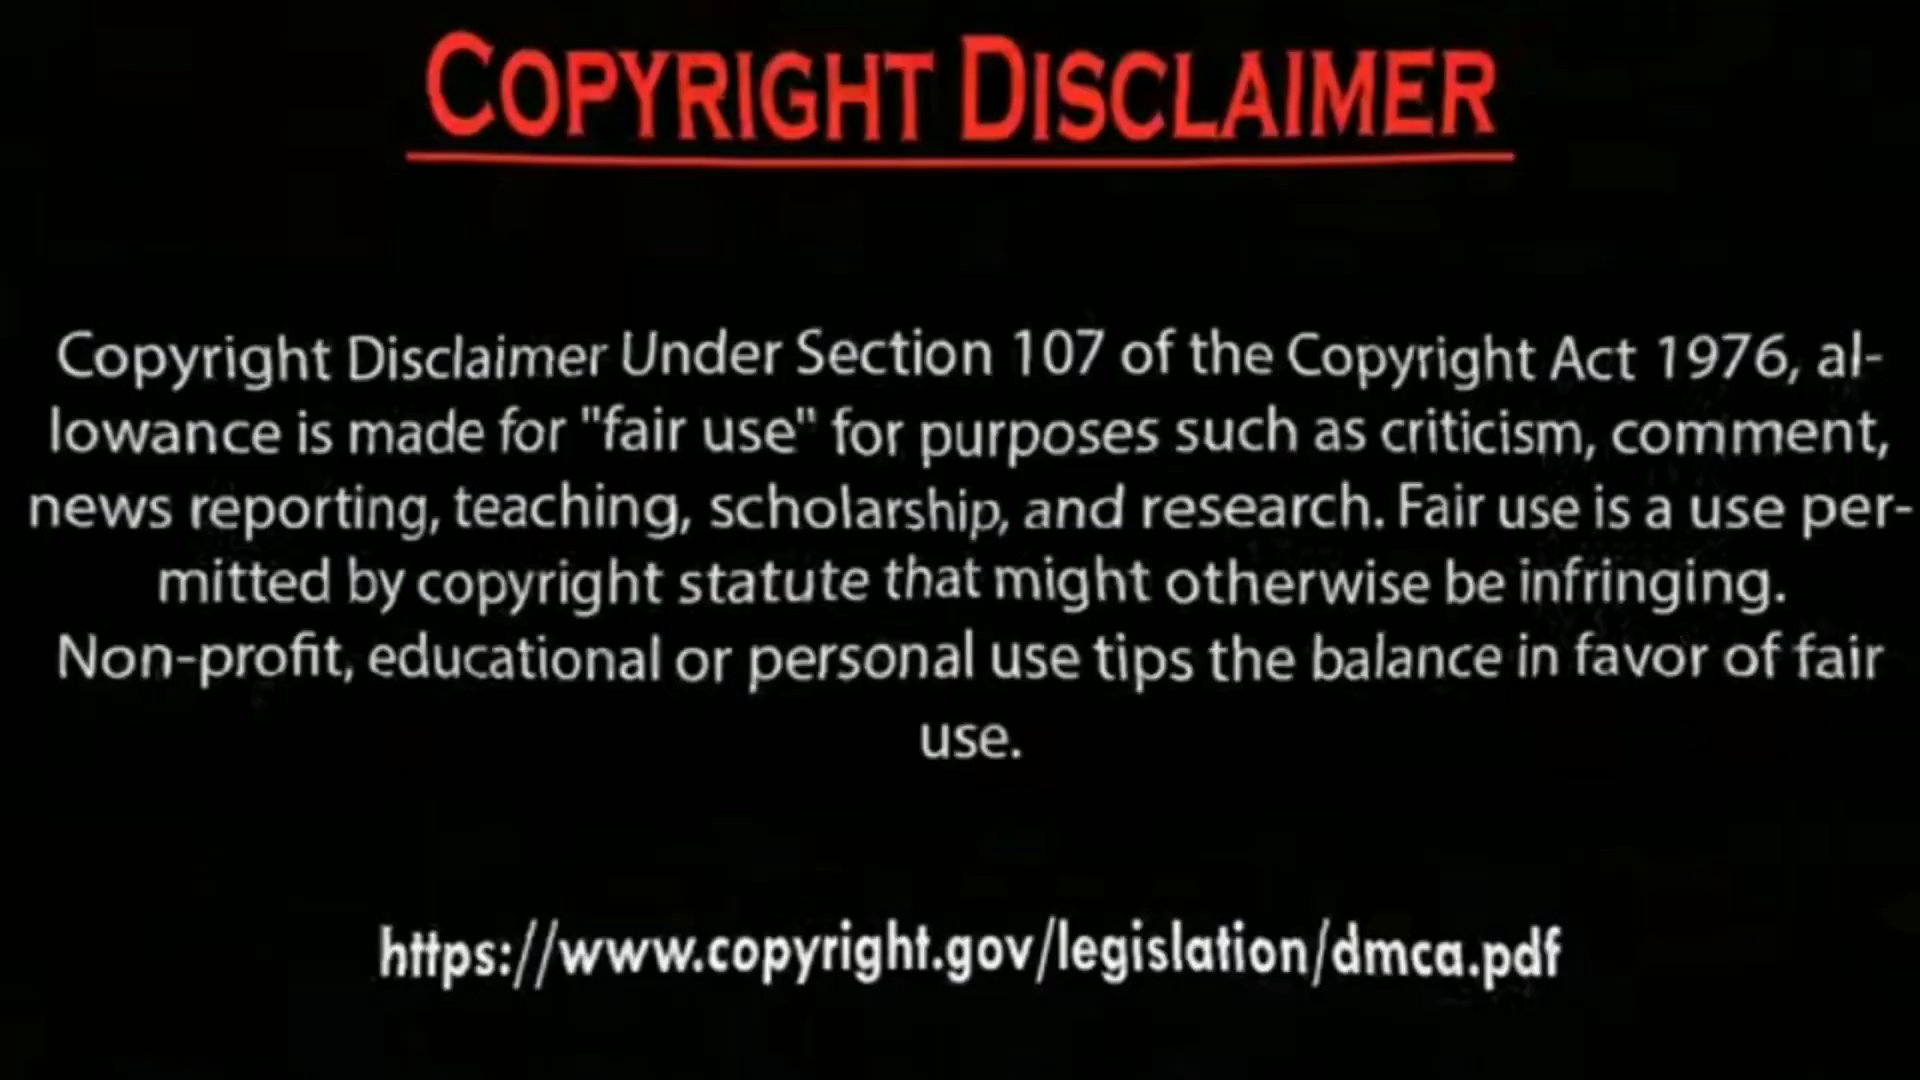 COPYRIGHT DISCLAIMER
Copyright Disclaimer Under Section 107 of the Copyright Act 1976, al-
lowance is made for "fair use" for purposes such as criticism, comment,
news reporting, teaching, scholarship, and research. Fair use is a use per-
mitted by copyright statute that might otherwise be infringing.
Non-profit, educational or personal use tips the balance in favor of fair
use.
https://www.copyright.gov/legislation/dmca.pdf